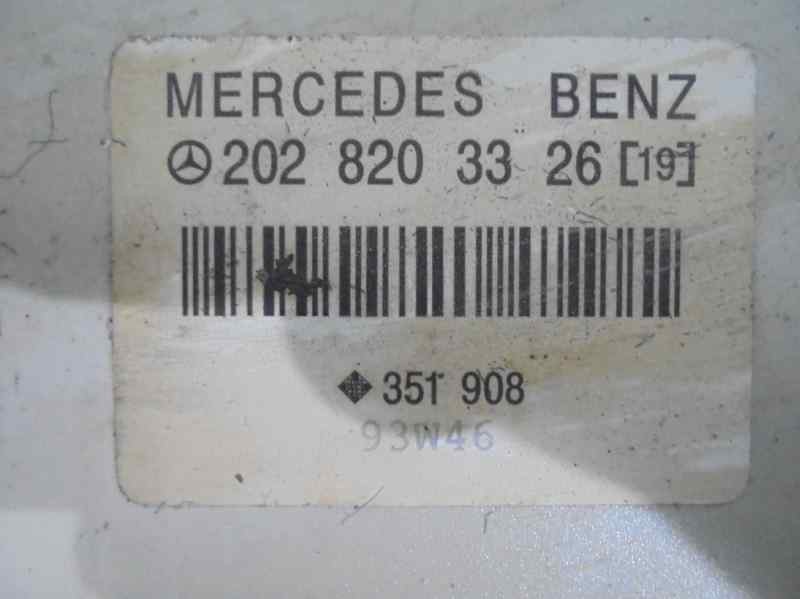 MERCEDES BENZ
202 820 33 26 [19]
351 908
93W46